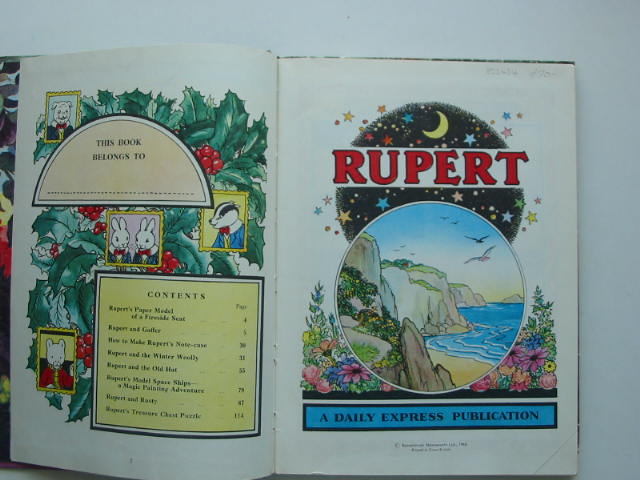 THIS BOOK
BELONGS TO
CONTENTS
Page
Rupert's Paper Model
of a Fireside Seat 4
Rupert and Goffer 5
How to Make Rupert's Note-case 30
Rupert and the Winter Woolly 31
Rupert and the Old Hat 55
Rupert's Model Space Ships—
a Magic Painting Adventure 79
Rupert and Rusty 87
Rupert's Treasure Chest Puzzle 114
RUPERT
A DAILY EXPRESS PUBLICATION